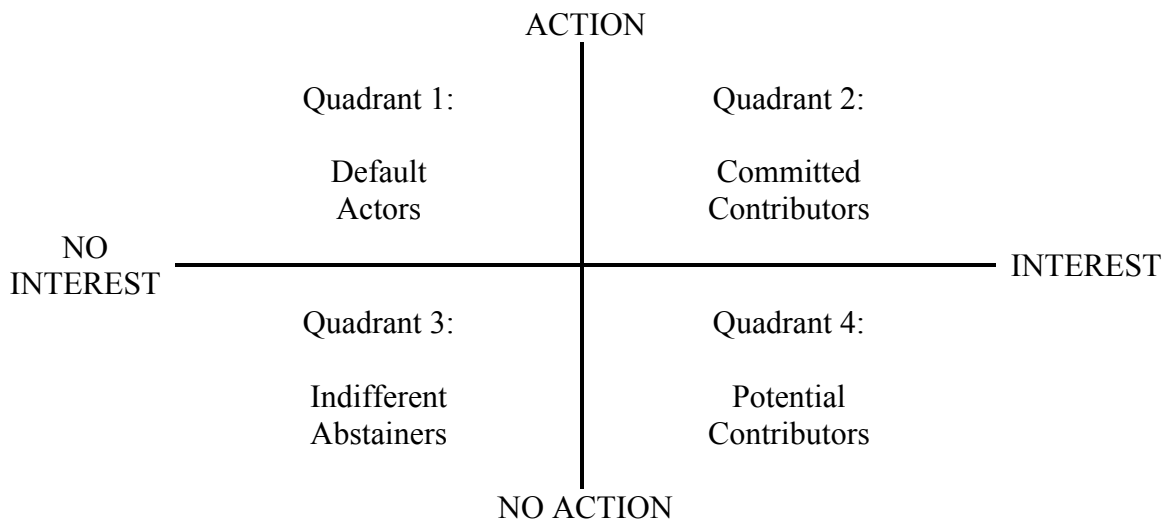 ACTION
Quadrant 1:
Default
Actors
Quadrant 2:
Committed
Contributors
NO
INTEREST
INTEREST
Quadrant 3:
Indifferent
Abstainers
Quadrant 4:
Potential
Contributors
NO ACTION